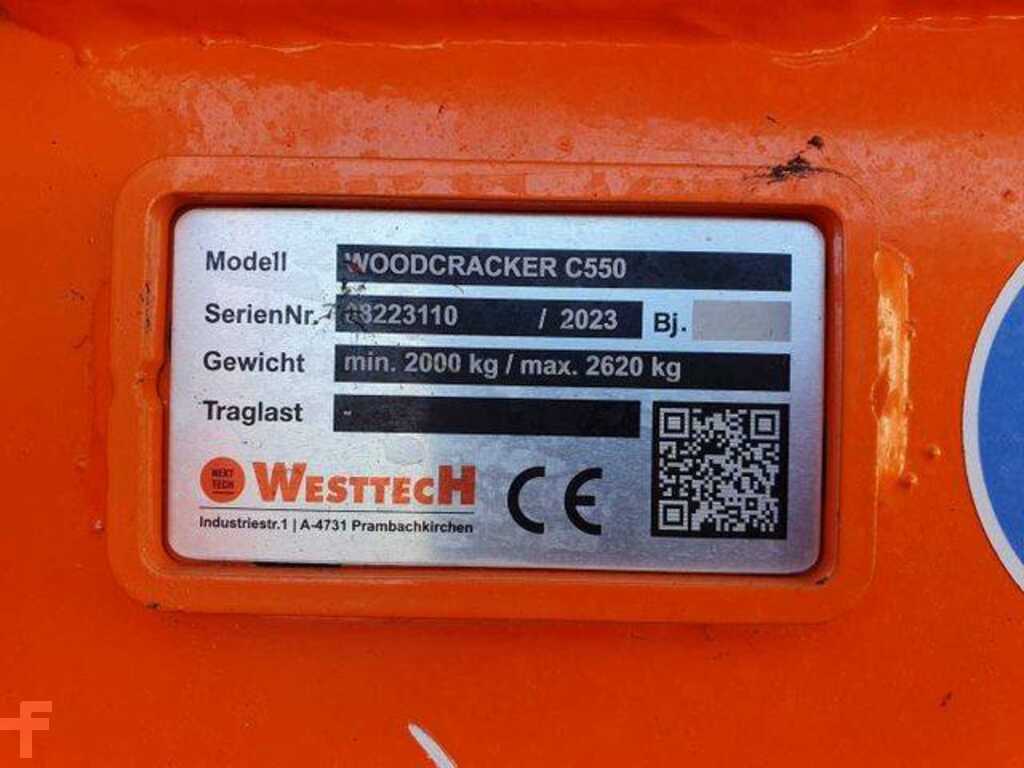 Modell WOODCRACKER C550
SerienNr. 08223110 / 2023 Bj.
Gewicht min. 2000 kg / max. 2620 kg
Traglast -
NEXT
TECH
WESTTECH
CE
Industriestr.1 | A-4731 Prambachkirchen